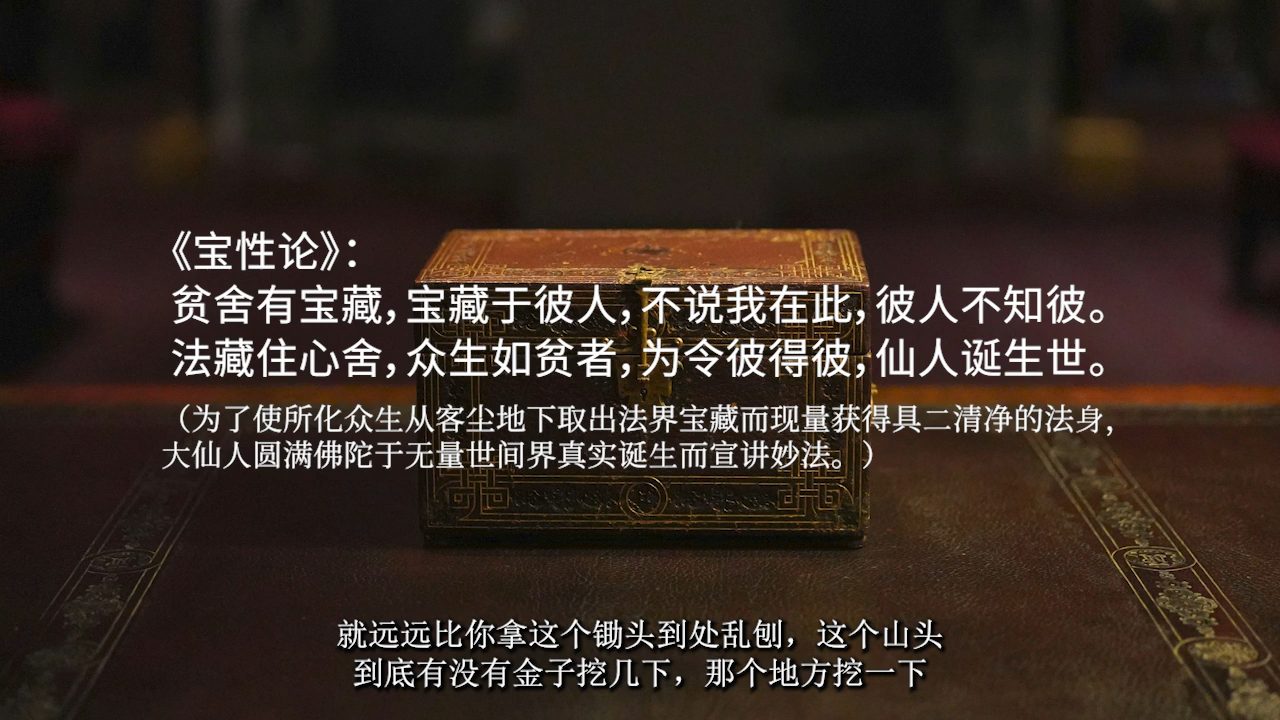 《宝性论》：
贫舍有宝藏，宝藏于彼人，不说我在此，彼人不知彼。
法藏住心舍，众生如贫者，为令彼得彼，仙人诞生世。
（为了使所化众生从客尘地下取出法界宝藏而现量获得具二清净的法身，
大仙人圆满佛陀于无量世间界真实诞生而宣讲妙法。）
就远远比你拿这个锄头到处乱刨，这个山头
到底有没有金子挖几下，那个地方挖一下